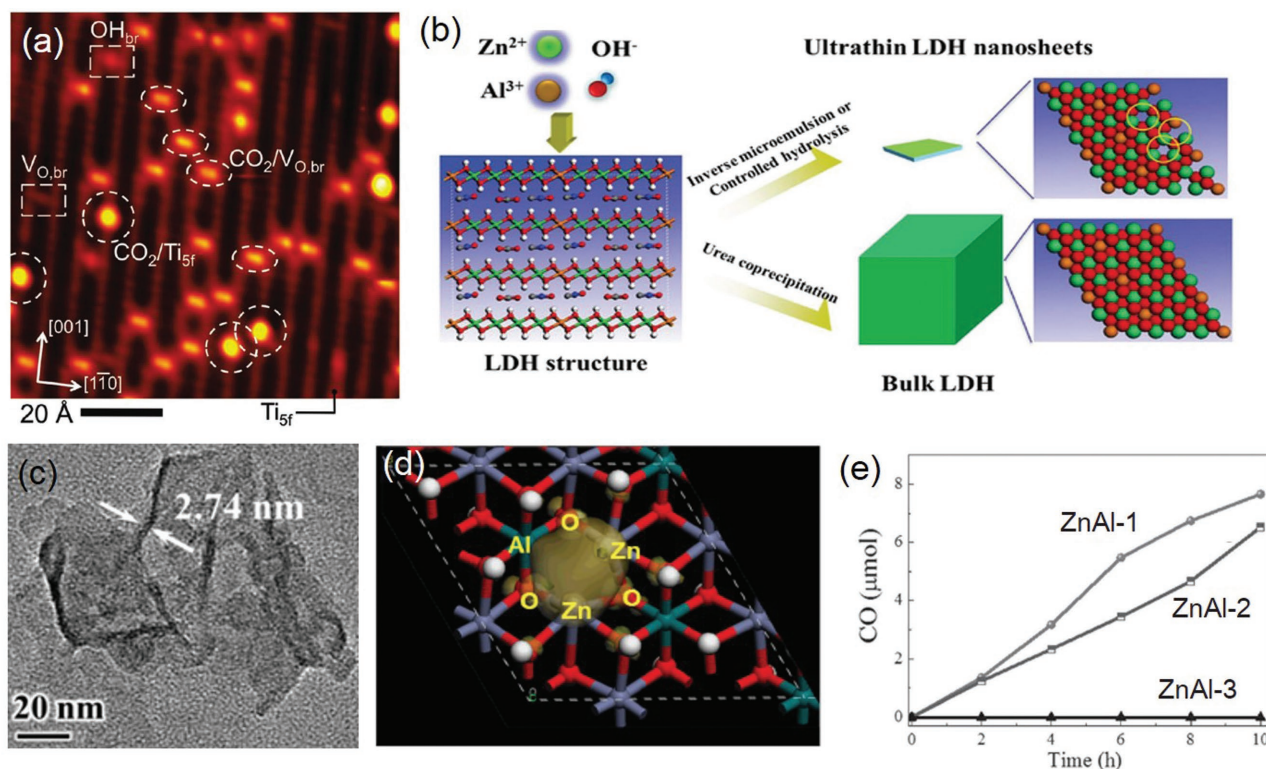 (a)
OH_br
CO₂/V_O,br
V_O,br
CO₂/Ti_5f
[001]
[11̄0]
20 Å
Ti_5f
(b)
Zn²⁺
OH⁻
Al³⁺
LDH structure
Inverse microemulsion or
Controlled hydrolysis
Urea coprecipitation
Ultrathin LDH nanosheets
Bulk LDH
(c)
2.74 nm
20 nm
(d)
O
Al
Zn
O
Zn
O
(e)
CO (μmol)
8
6
4
2
0
ZnAl-1
ZnAl-2
ZnAl-3
0 2 4 6 8 10
Time (h)